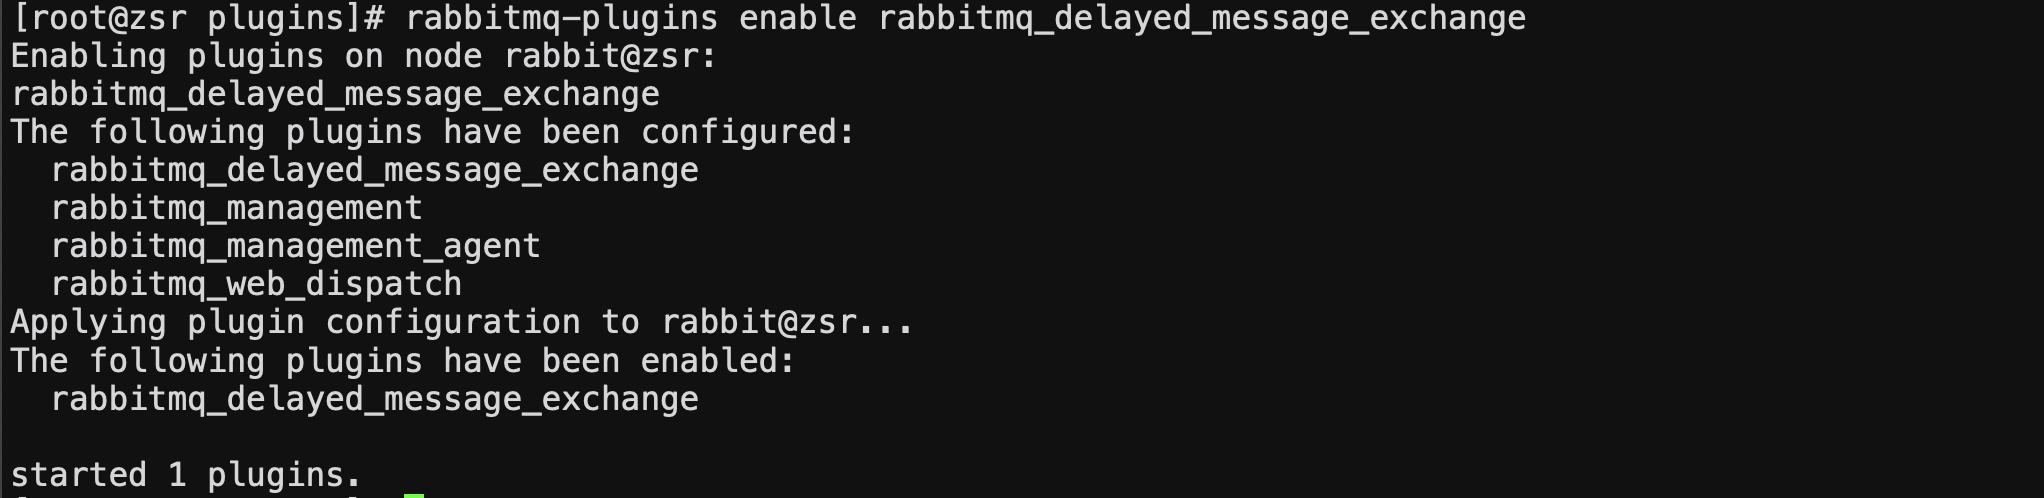 [root@zsr plugins]# rabbitmq-plugins enable rabbitmq_delayed_message_exchange
Enabling plugins on node rabbit@zsr:
rabbitmq_delayed_message_exchange
The following plugins have been configured:
  rabbitmq_delayed_message_exchange
  rabbitmq_management
  rabbitmq_management_agent
  rabbitmq_web_dispatch
Applying plugin configuration to rabbit@zsr...
The following plugins have been enabled:
  rabbitmq_delayed_message_exchange

started 1 plugins.